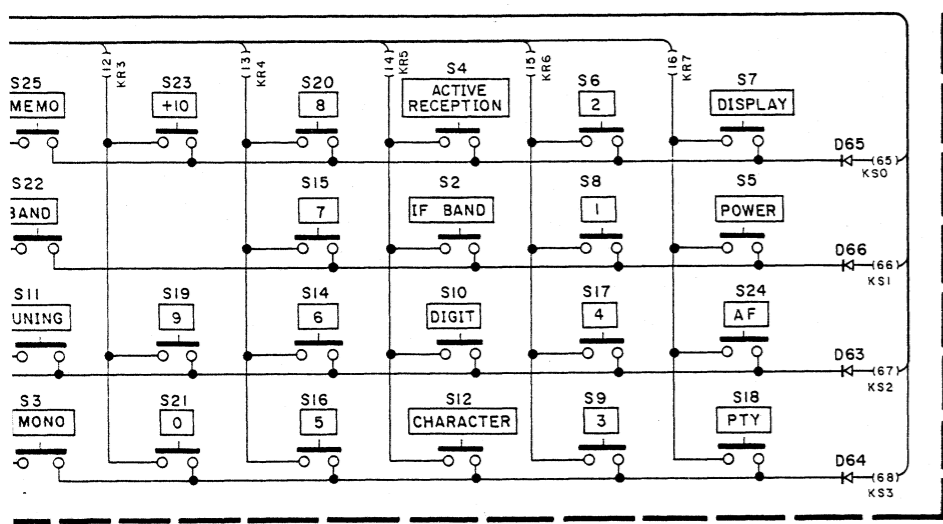 (12) KR3
(13) KR4
(14) KR5
(15) KR6
(16) KR7
S25 S23 S20 S4 S6 S7
MEMO +10 8 ACTIVE RECEPTION 2 DISPLAY
D65 (65)
KS0
S22 S15 S2 S8 S5
BAND 7 IF BAND 1 POWER
D66 (66)
KS1
S11 S19 S14 S10 S17 S24
UNING 9 6 DIGIT 4 AF
D63 (67)
KS2
S3 S21 S16 S12 S9 S18
MONO 0 5 CHARACTER 3 PTY
D64 (68)
KS3